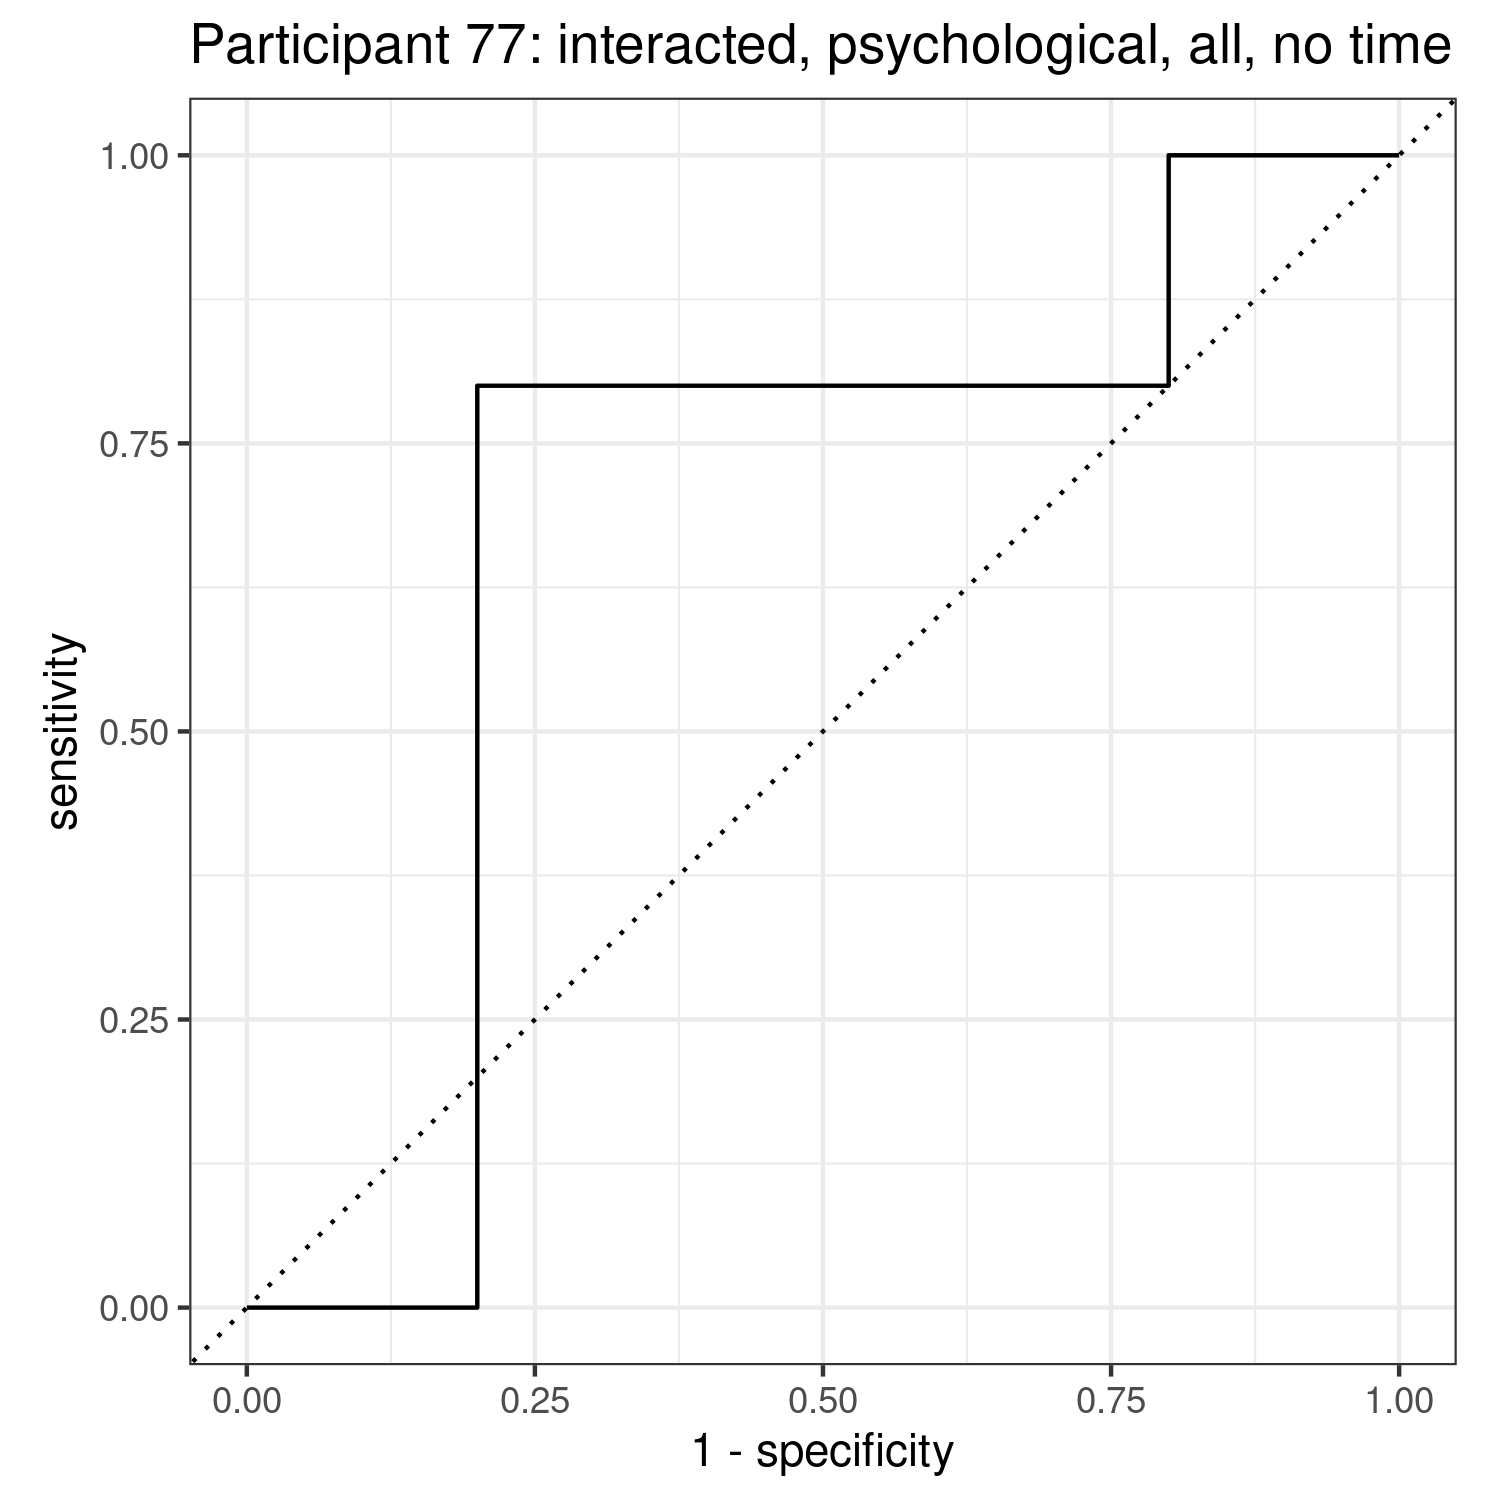 Participant 77: interacted, psychological, all, no time
1.00
0.75
0.50
0.25
0.00
sensitivity
0.00 0.25 0.50 0.75 1.00
1 - specificity